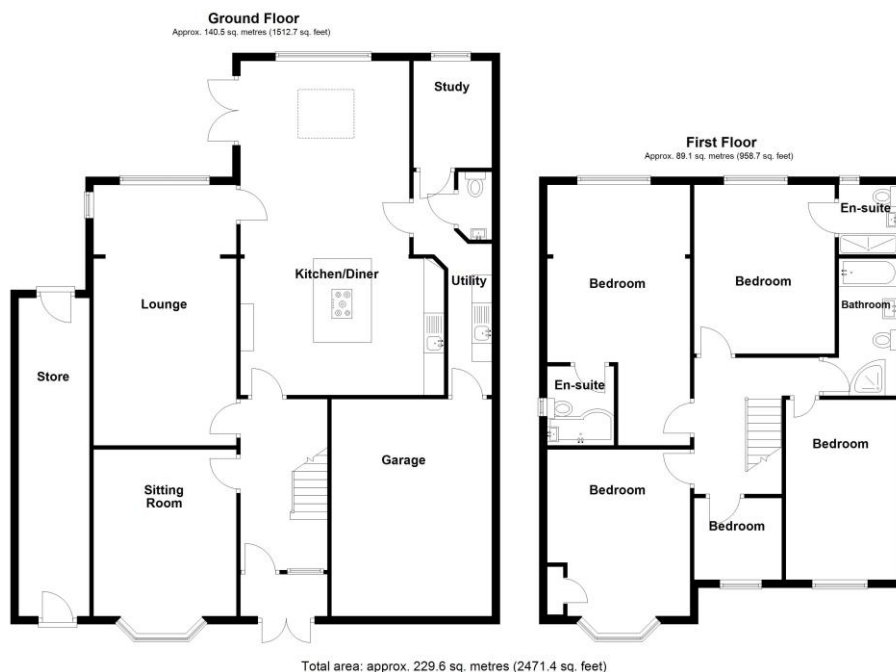 Ground Floor
Approx. 140.5 sq. metres (1512.7 sq. feet)
Study
Kitchen/Diner
Utility
Lounge
Store
Sitting
Room
Garage
First Floor
Approx. 89.1 sq. metres (958.7 sq. feet)
En-suite
Bedroom
Bedroom
Bathroom
En-suite
Bedroom
Bedroom
Bedroom
Total area: approx. 229.6 sq. metres (2471.4 sq. feet)